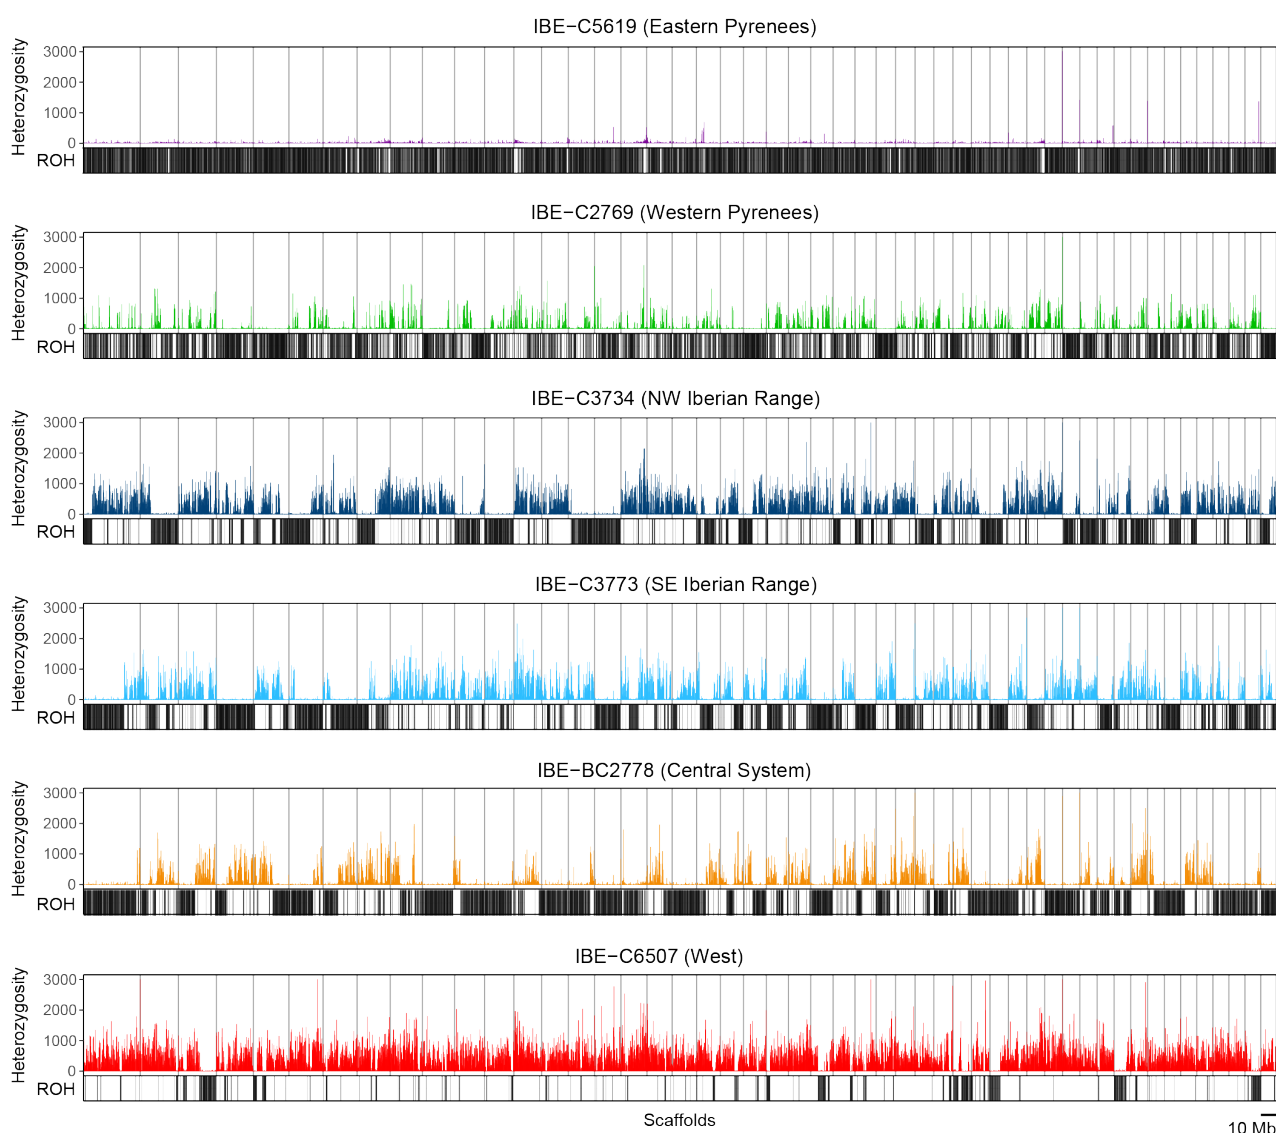 IBE−C5619 (Eastern Pyrenees)
Heterozygosity
3000
2000
1000
0
ROH
IBE−C2769 (Western Pyrenees)
Heterozygosity
3000
2000
1000
0
ROH
IBE−C3734 (NW Iberian Range)
Heterozygosity
3000
2000
1000
0
ROH
IBE−C3773 (SE Iberian Range)
Heterozygosity
3000
2000
1000
0
ROH
IBE−BC2778 (Central System)
Heterozygosity
3000
2000
1000
0
ROH
IBE−C6507 (West)
Heterozygosity
3000
2000
1000
0
ROH
Scaffolds
10 Mb